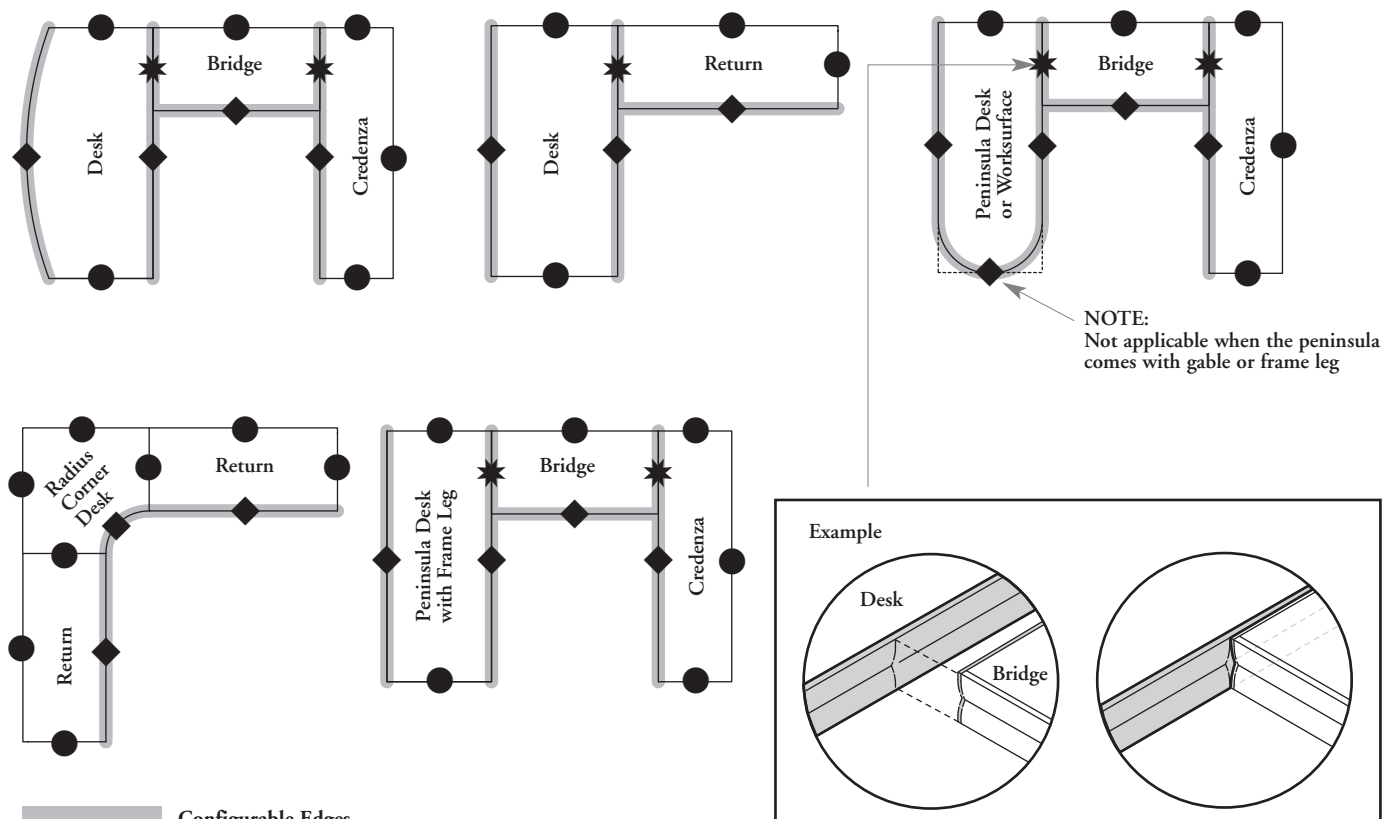 Desk
Bridge
Credenza
Desk
Return
Peninsula Desk
or Worksurface
Bridge
Credenza
NOTE:
Not applicable when the peninsula
comes with gable or frame leg
Radius
Corner
Desk
Return
Return
Peninsula Desk
with Frame Leg
Bridge
Credenza
Example
Desk
Bridge
Configurable Edges